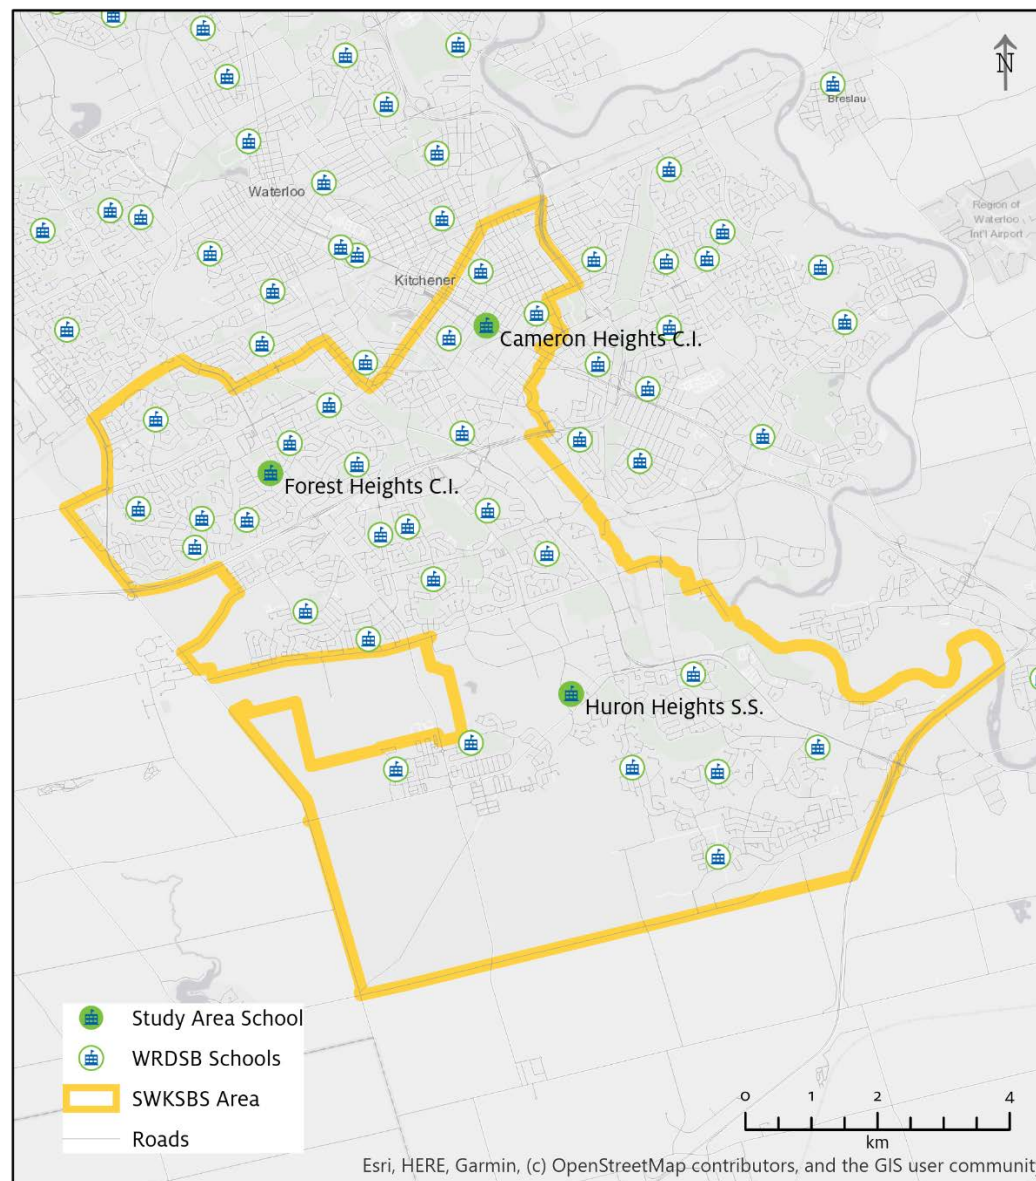 N
Breslau
Waterloo
Region of
Waterloo
Int'l Airport
Kitchener
Cameron Heights C.I.
Forest Heights C.I.
Huron Heights S.S.
Study Area School
WRDSB Schools
SWKSBS Area
Roads
0 1 2 4
km
Esri, HERE, Garmin, (c) OpenStreetMap contributors, and the GIS user communit